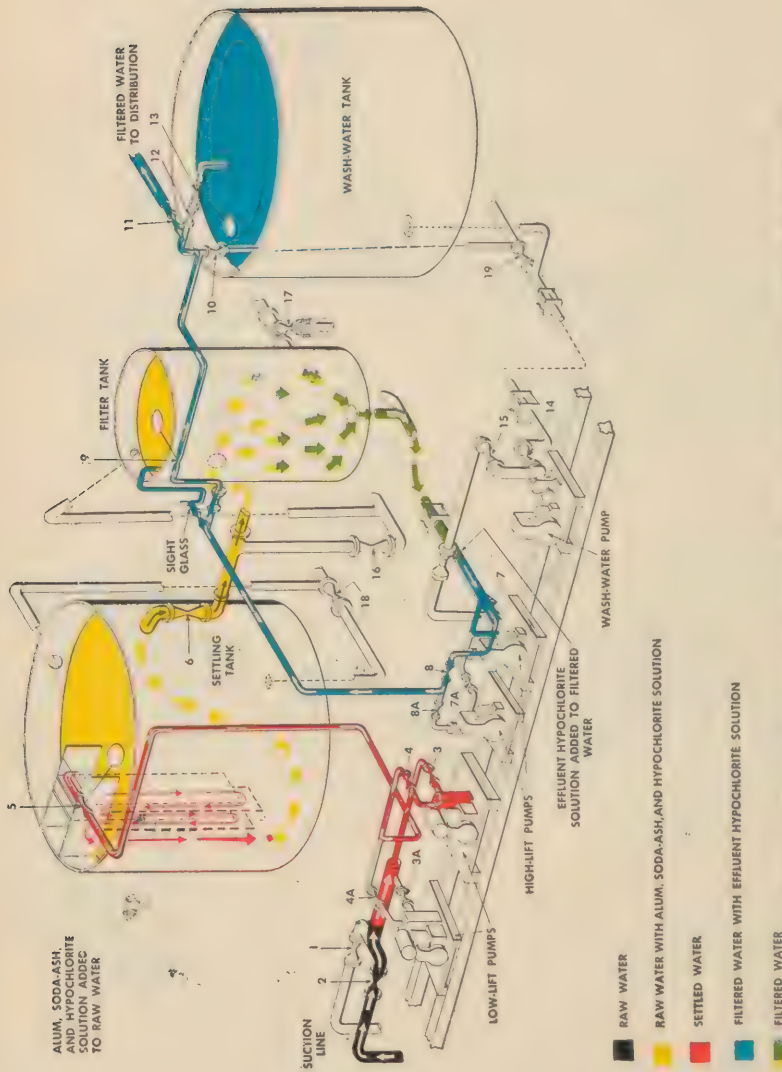 ALUM, SODA-ASH,
AND HYPOCHLORITE
SOLUTION ADDED
TO RAW WATER
5
SUCTION
LINE
1
2
4A
3A
4
3
LOW-LIFT PUMPS
6
SETTLING
TANK
18
16
SIGHT
GLASS
9
FILTER TANK
8A
8
7A
7
HIGH-LIFT PUMPS
EFFLUENT HYPOCHLORITE
SOLUTION ADDED TO FILTERED
WATER
WASH-WATER PUMP
15
14
17
10
11
12
13
FILTERED WATER
TO DISTRIBUTION
WASH-WATER TANK
19
RAW WATER
RAW WATER WITH ALUM, SODA-ASH, AND HYPOCHLORITE SOLUTION
SETTLED WATER
FILTERED WATER WITH EFFLUENT HYPOCHLORITE SOLUTION
FILTERED WATER